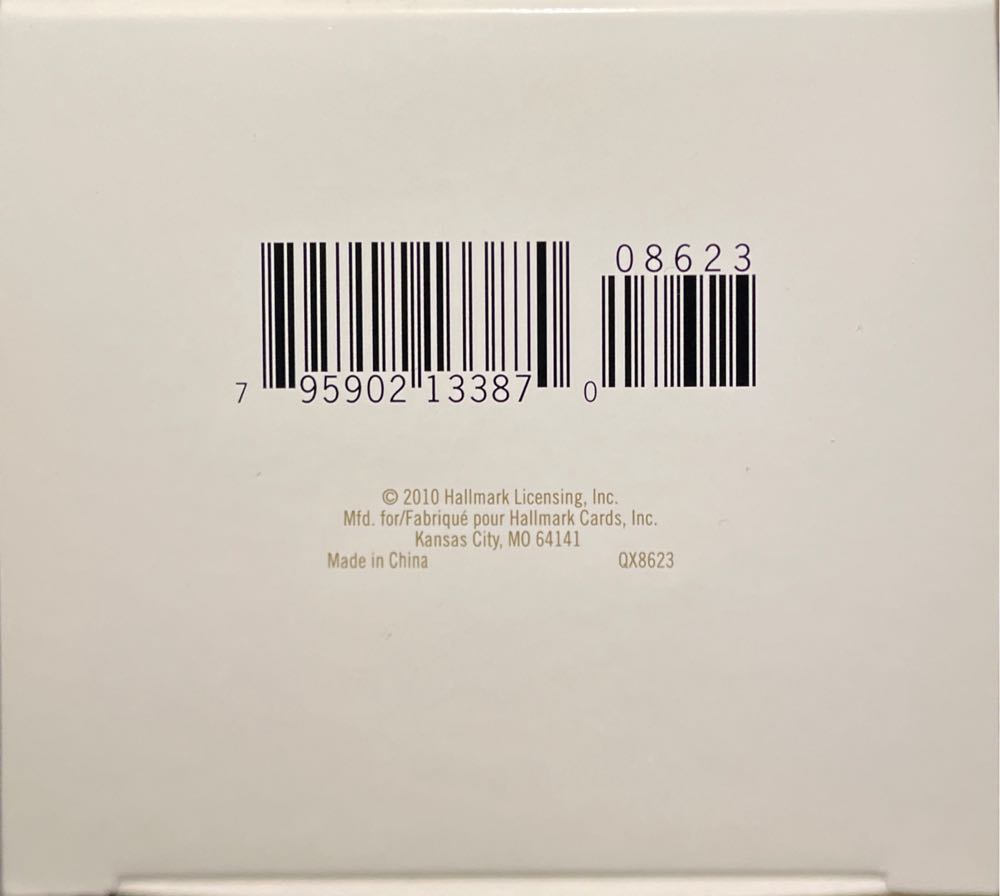 08623
7 95902 13387 0
© 2010 Hallmark Licensing, Inc.
Mfd. for/Fabriqué pour Hallmark Cards, Inc.
Kansas City, MO 64141
Made in China QX8623